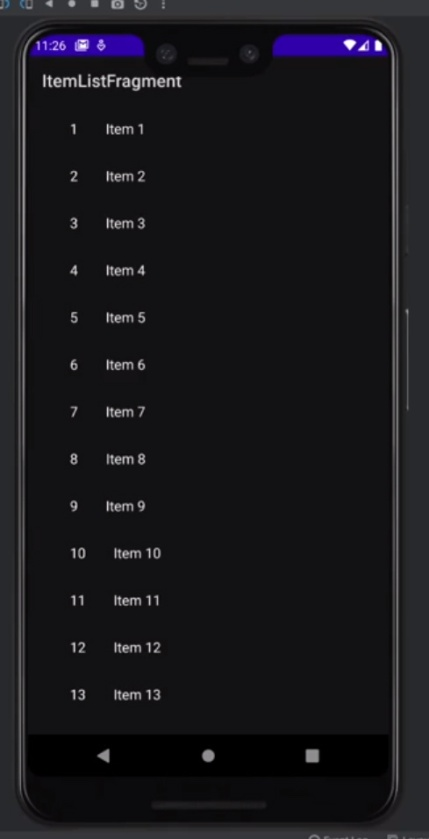 11:26
ItemListFragment
1 Item 1
2 Item 2
3 Item 3
4 Item 4
5 Item 5
6 Item 6
7 Item 7
8 Item 8
9 Item 9
10 Item 10
11 Item 11
12 Item 12
13 Item 13